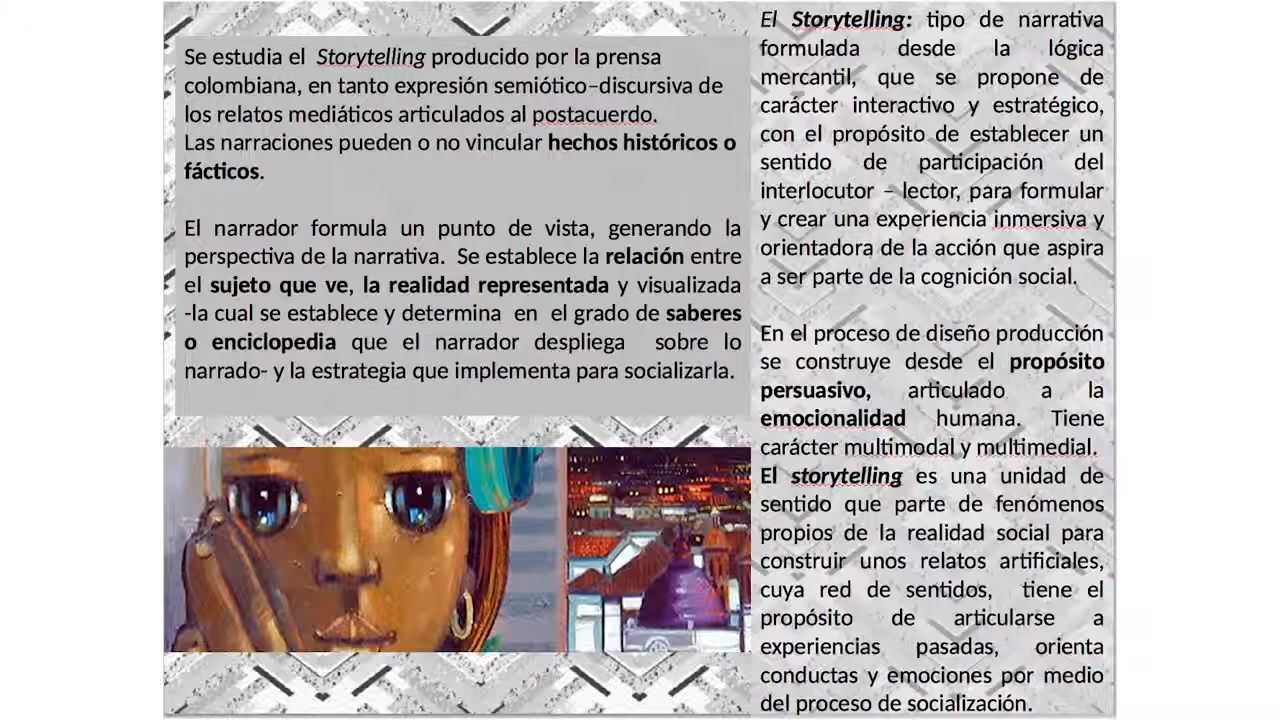 Se estudia el Storytelling producido por la prensa
colombiana, en tanto expresión semiótico–discursiva de
los relatos mediáticos articulados al postacuerdo.
Las narraciones pueden o no vincular hechos históricos o
fácticos.
El narrador formula un punto de vista, generando la
perspectiva de la narrativa. Se establece la relación entre
el sujeto que ve, la realidad representada y visualizada
-la cual se establece y determina en el grado de saberes
o enciclopedia que el narrador despliega sobre lo
narrado- y la estrategia que implementa para socializarla.
El Storytelling: tipo de narrativa
formulada desde la lógica
mercantil, que se propone de
carácter interactivo y estratégico,
con el propósito de establecer un
sentido de participación del
interlocutor – lector, para formular
y crear una experiencia inmersiva y
orientadora de la acción que aspira
a ser parte de la cognición social.
En el proceso de diseño producción
se construye desde el propósito
persuasivo, articulado a la
emocionalidad humana. Tiene
carácter multimodal y multimedial.
El storytelling es una unidad de
sentido que parte de fenómenos
propios de la realidad social para
construir unos relatos artificiales,
cuya red de sentidos, tiene el
propósito de articularse a
experiencias pasadas, orienta
conductas y emociones por medio
del proceso de socialización.